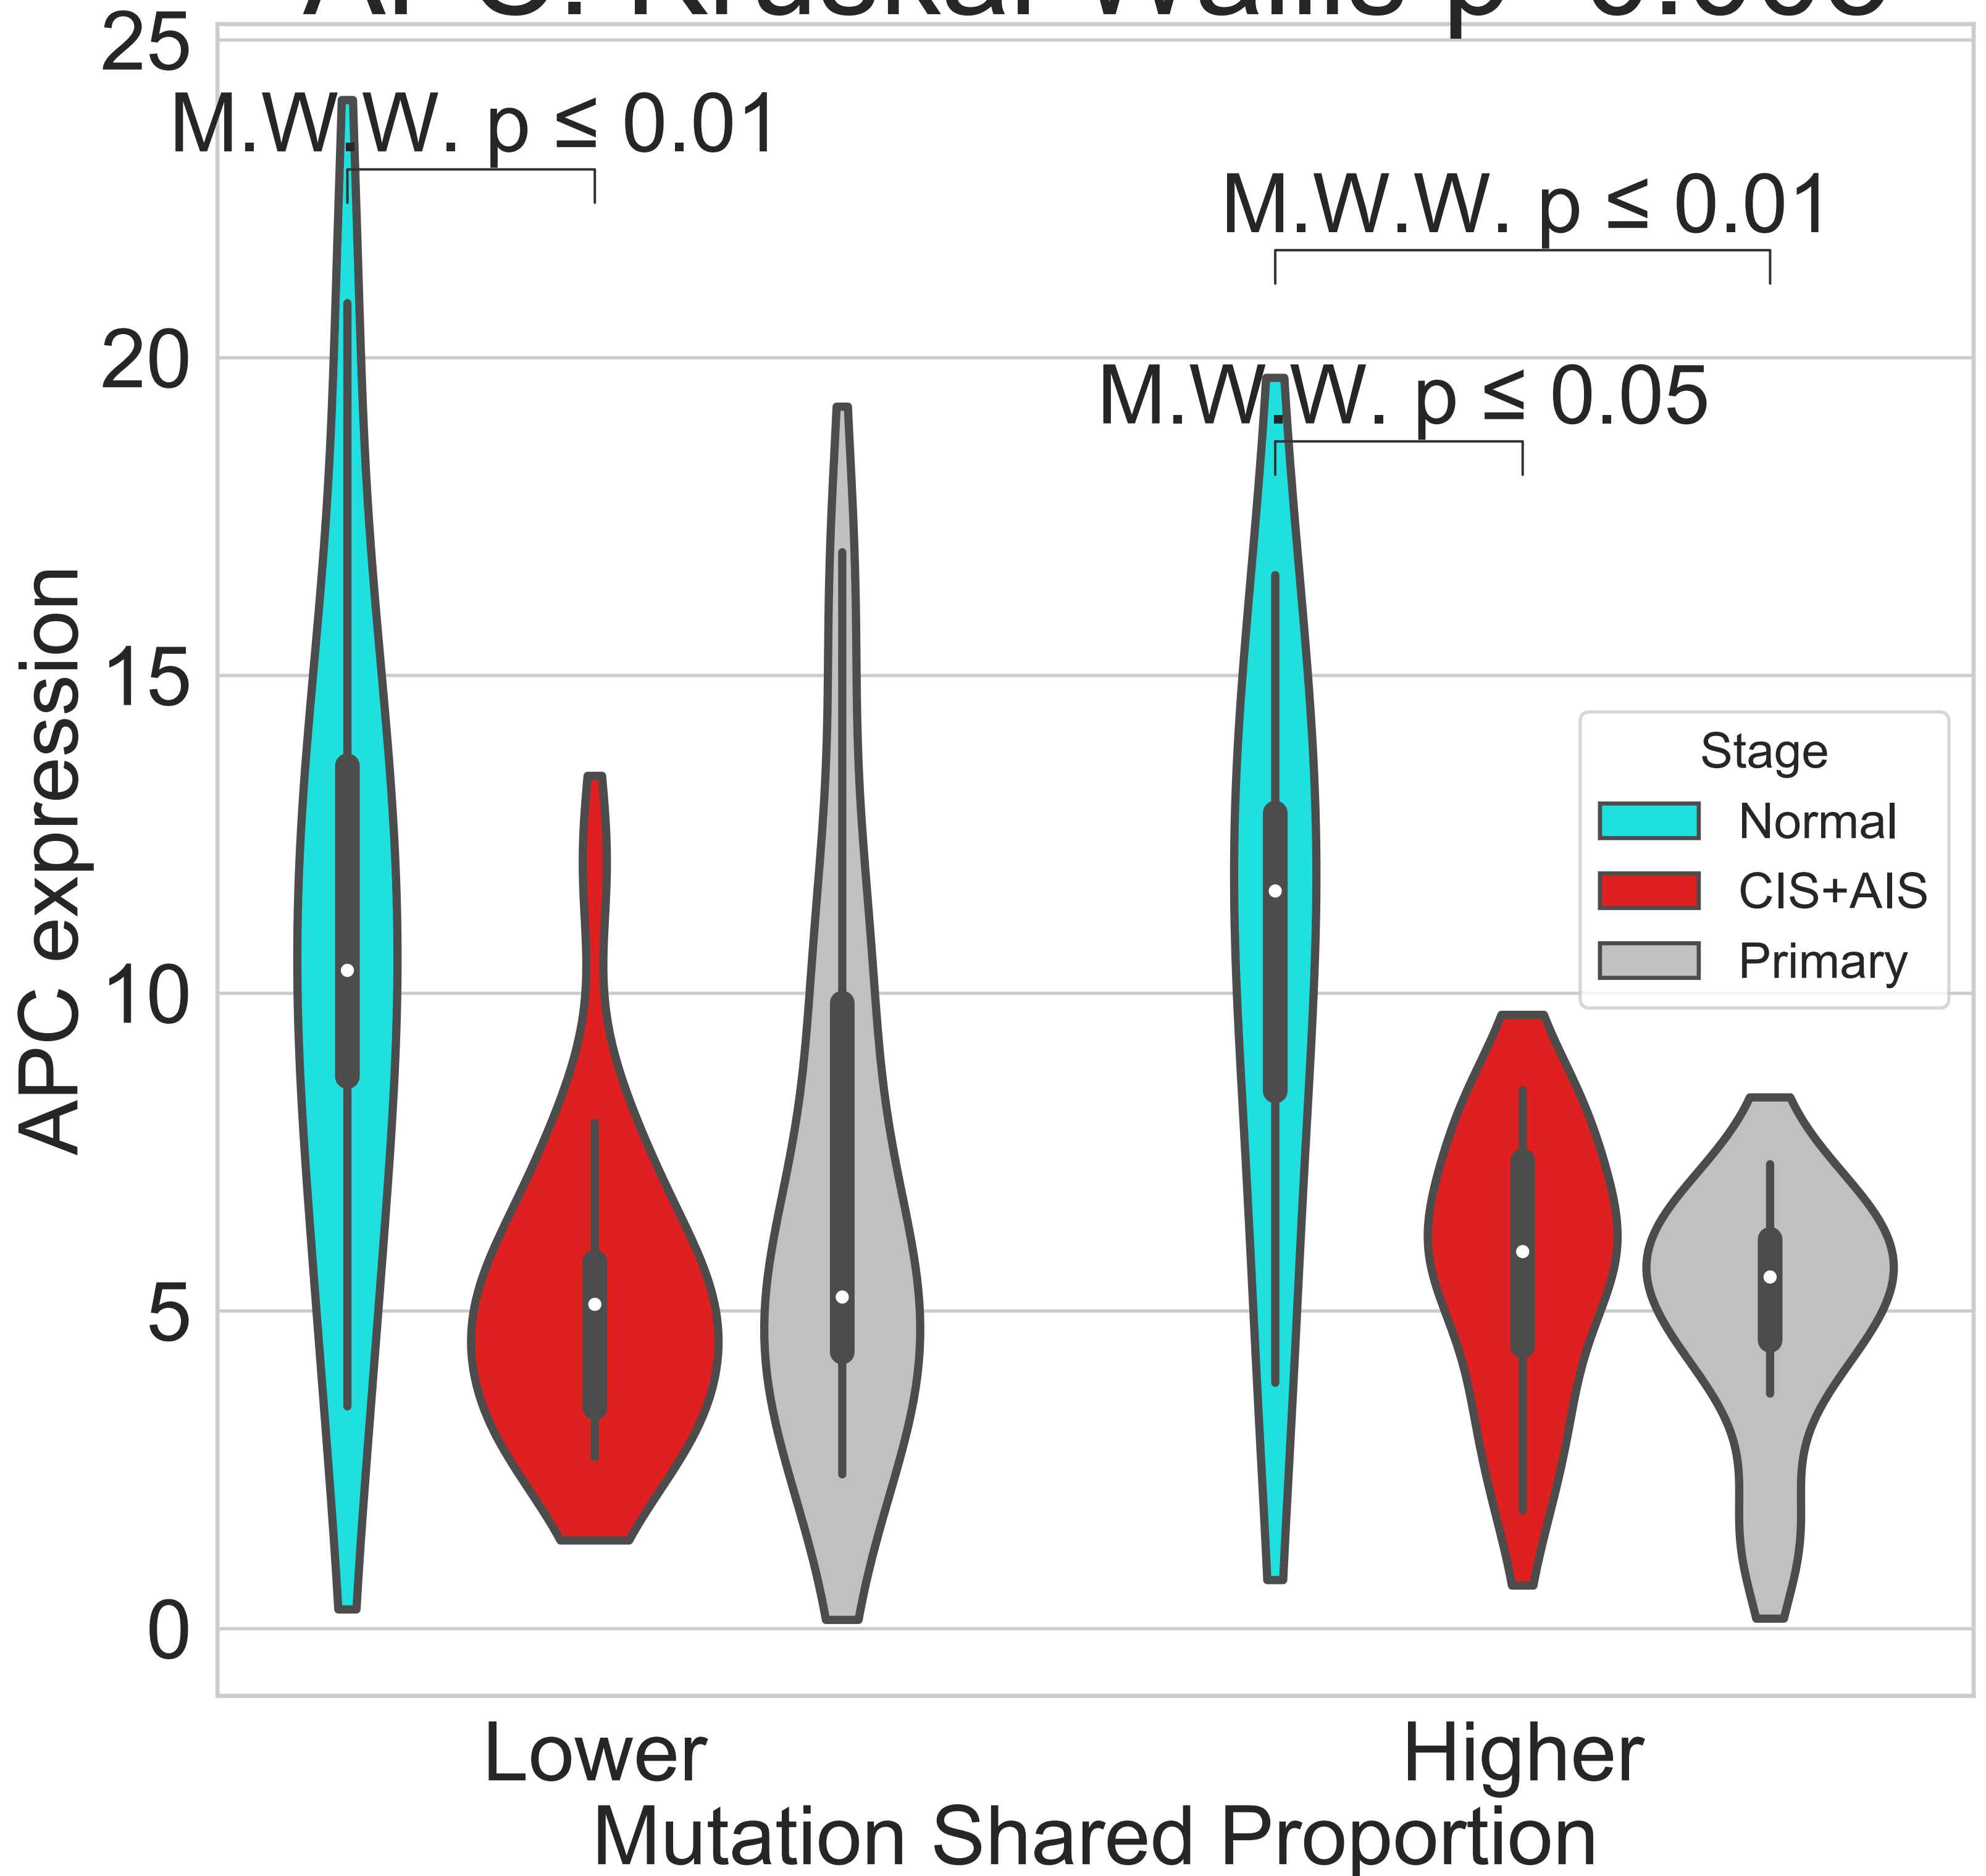 25
M.W.W. p ≤ 0.01
M.W.W. p ≤ 0.01
20
M.W.W. p ≤ 0.05
15
10
5
0
APC expression
Stage
Normal
CIS+AIS
Primary
Lower
Higher
Mutation Shared Proportion